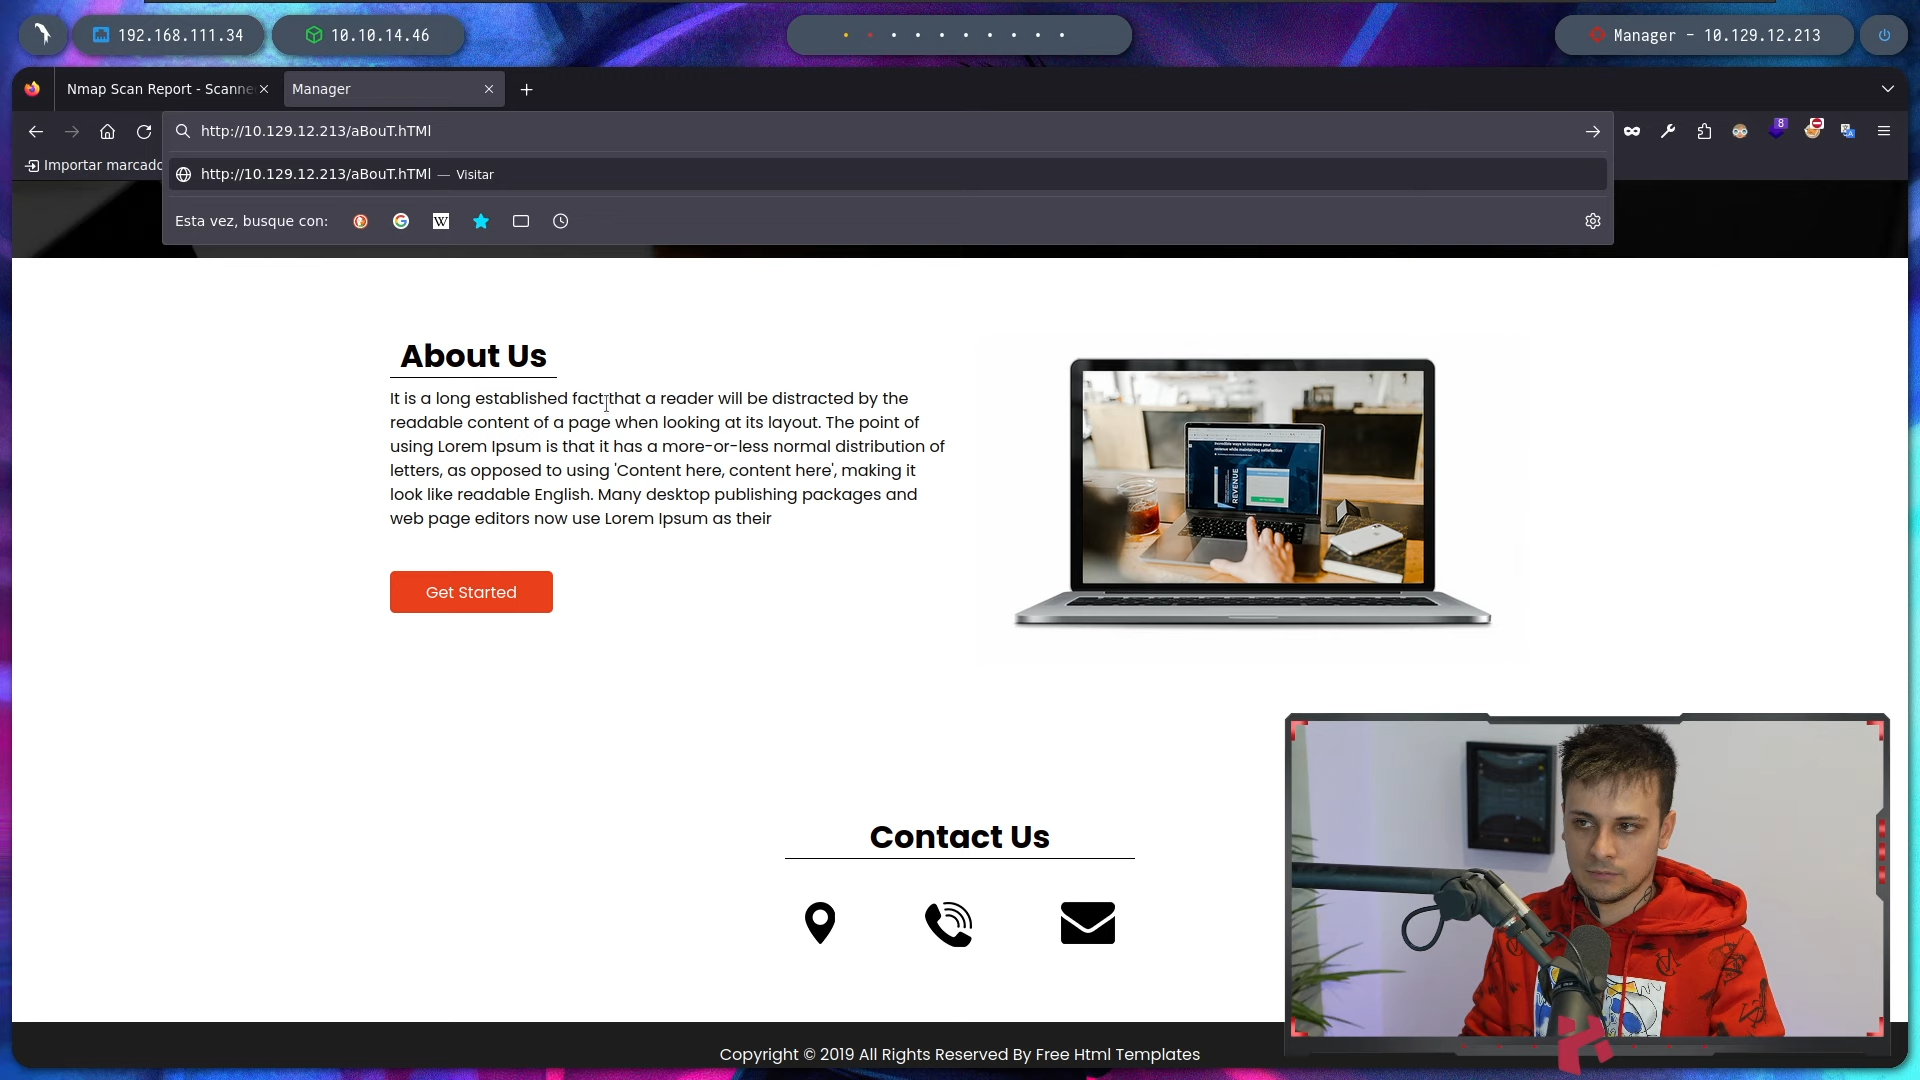 192.168.111.34
10.10.14.46
Manager - 10.129.12.213
Nmap Scan Report - Scanne
Manager
http://10.129.12.213/aBouT.hTMl
Importar marcado
http://10.129.12.213/aBouT.hTMl — Visitar
Esta vez, busque con:
8
W
About Us
It is a long established fact that a reader will be distracted by the
readable content of a page when looking at its layout. The point of
using Lorem Ipsum is that it has a more-or-less normal distribution of
letters, as opposed to using 'Content here, content here', making it
look like readable English. Many desktop publishing packages and
web page editors now use Lorem Ipsum as their
Get Started
REVENUE
Contact Us
Copyright © 2019 All Rights Reserved By Free Html Templates